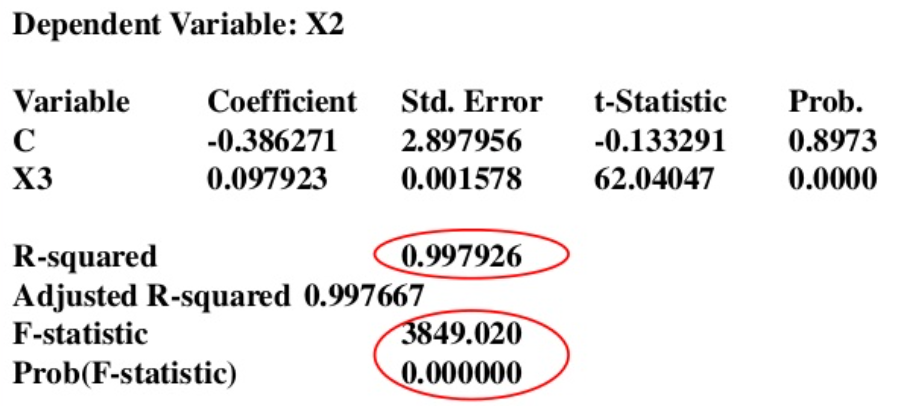 Dependent Variable: X2
Variable Coefficient Std. Error t-Statistic Prob.
C -0.386271 2.897956 -0.133291 0.8973
X3 0.097923 0.001578 62.04047 0.0000
R-squared 0.997926
Adjusted R-squared 0.997667
F-statistic 3849.020
Prob(F-statistic) 0.000000